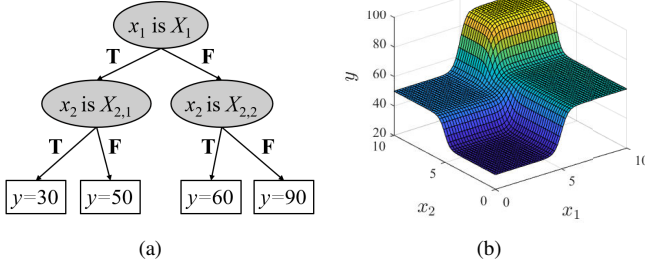 x₁ is X₁
T F
x₂ is X₂,₁ x₂ is X₂,₂
T F T F
y=30 y=50 y=60 y=90
(a)
100
80
60
40
20
y
10
5
0
x₂
0
5
10
x₁
(b)